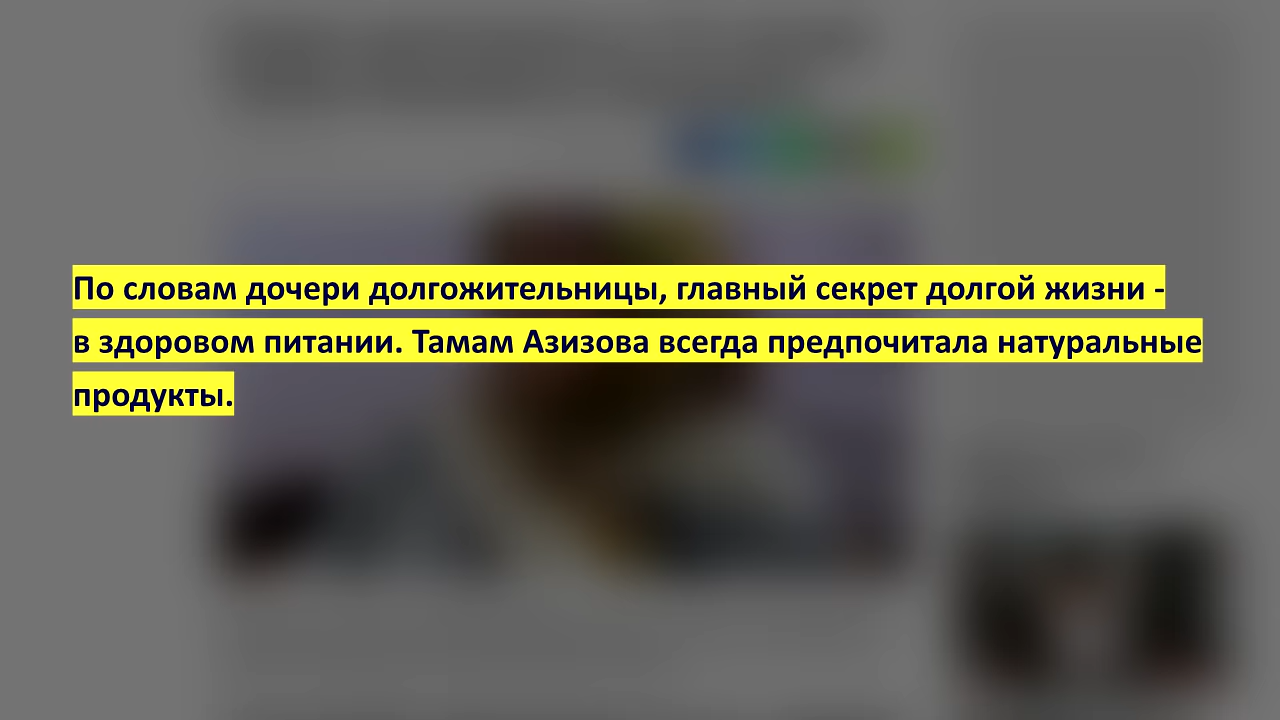 По словам дочери долгожительницы, главный секрет долгой жизни -
в здоровом питании. Тамам Азизова всегда предпочитала натуральные
продукты.